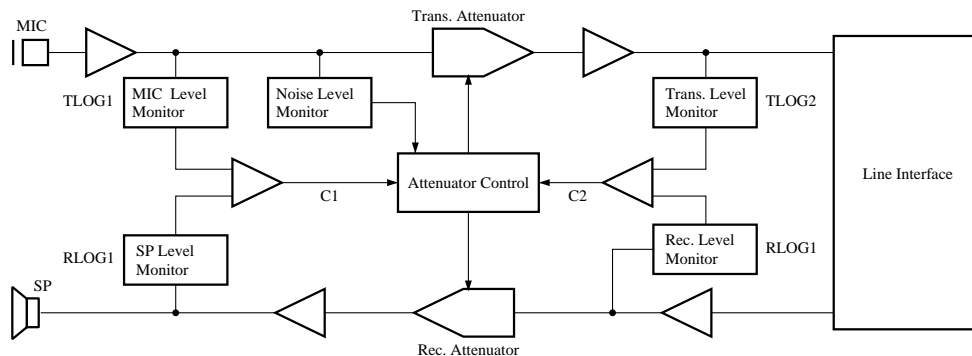 MIC
Trans. Attenuator
TLOG1
MIC Level
Monitor
Noise Level
Monitor
Trans. Level
Monitor
TLOG2
Attenuator Control
C1
C2
Line Interface
RLOG1
SP Level
Monitor
Rec. Level
Monitor
RLOG1
SP
Rec. Attenuator